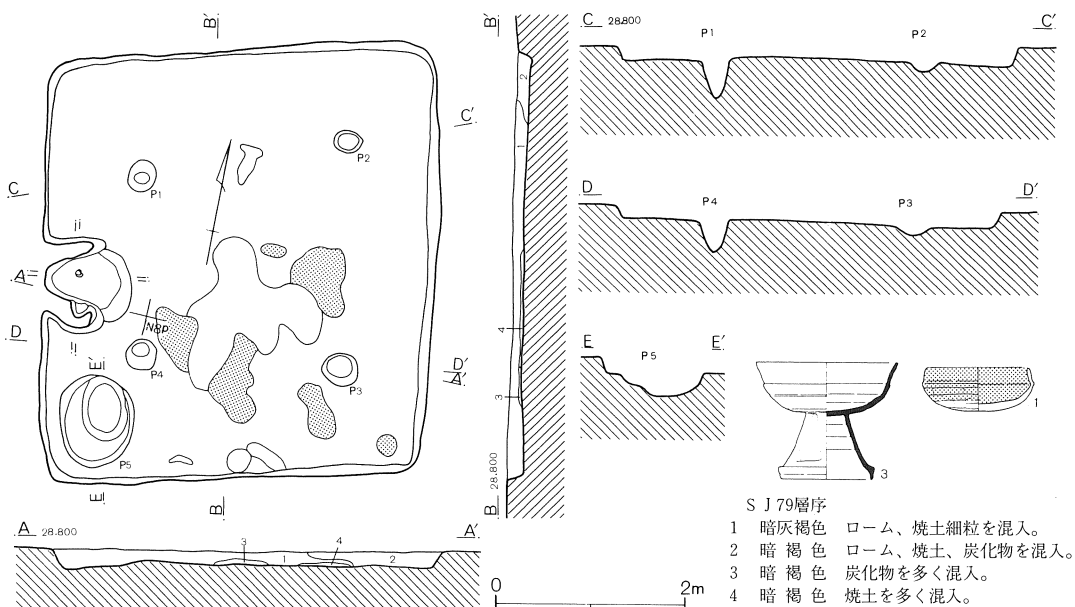 B′
C 28.800
P1
P2
C′
B′
2
1
C′
P2
C
P1
D
P4
P3
D′
A
N8p
D
P4
E′
D′
A′
P3
4
E
P5
E′
3
1
P5
3
E
B
28.800
B
A 28.800
3
1
4
2
A′
0
2m
SJ79層序
1 暗灰褐色 ローム、焼土細粒を混入。
2 暗褐色 ローム、焼土、炭化物を混入。
3 暗褐色 炭化物を多く混入。
4 暗褐色 焼土を多く混入。